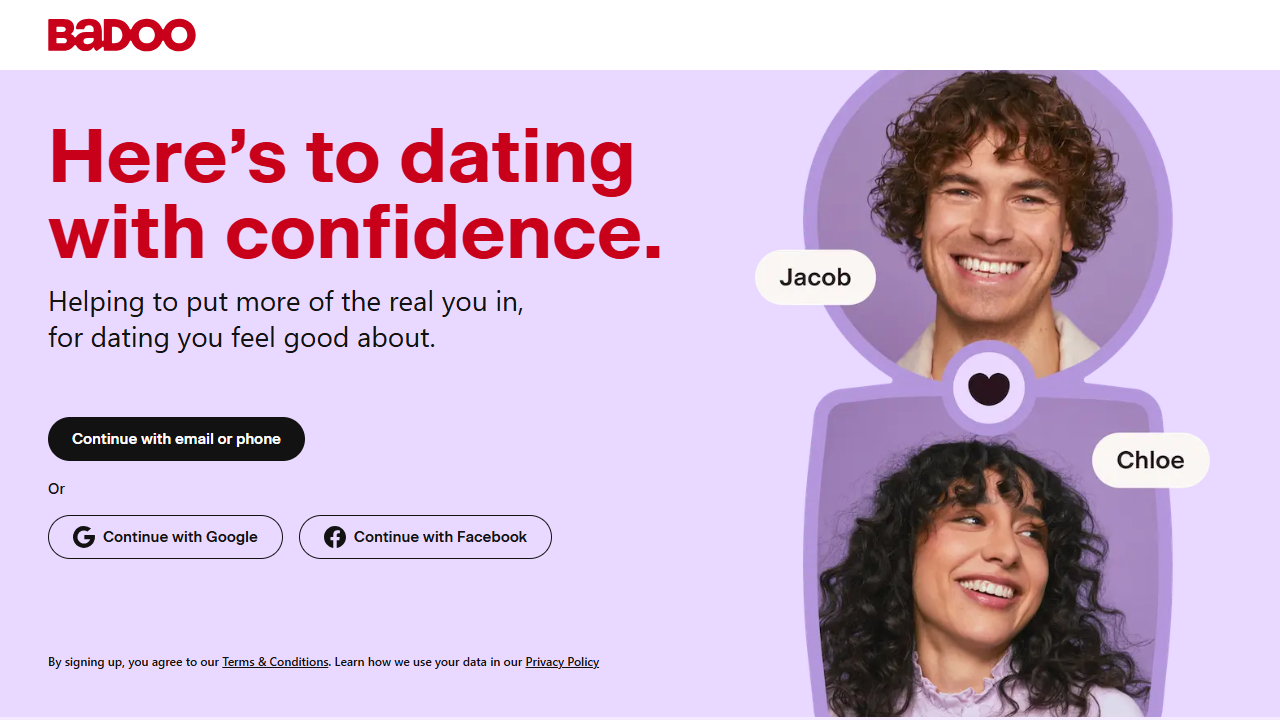 BaDOO
Here’s to dating
with confidence.
Helping to put more of the real you in,
for dating you feel good about.
Continue with email or phone
Or
Continue with Google
Continue with Facebook
By signing up, you agree to our Terms & Conditions. Learn how we use your data in our Privacy Policy
Jacob
Chloe